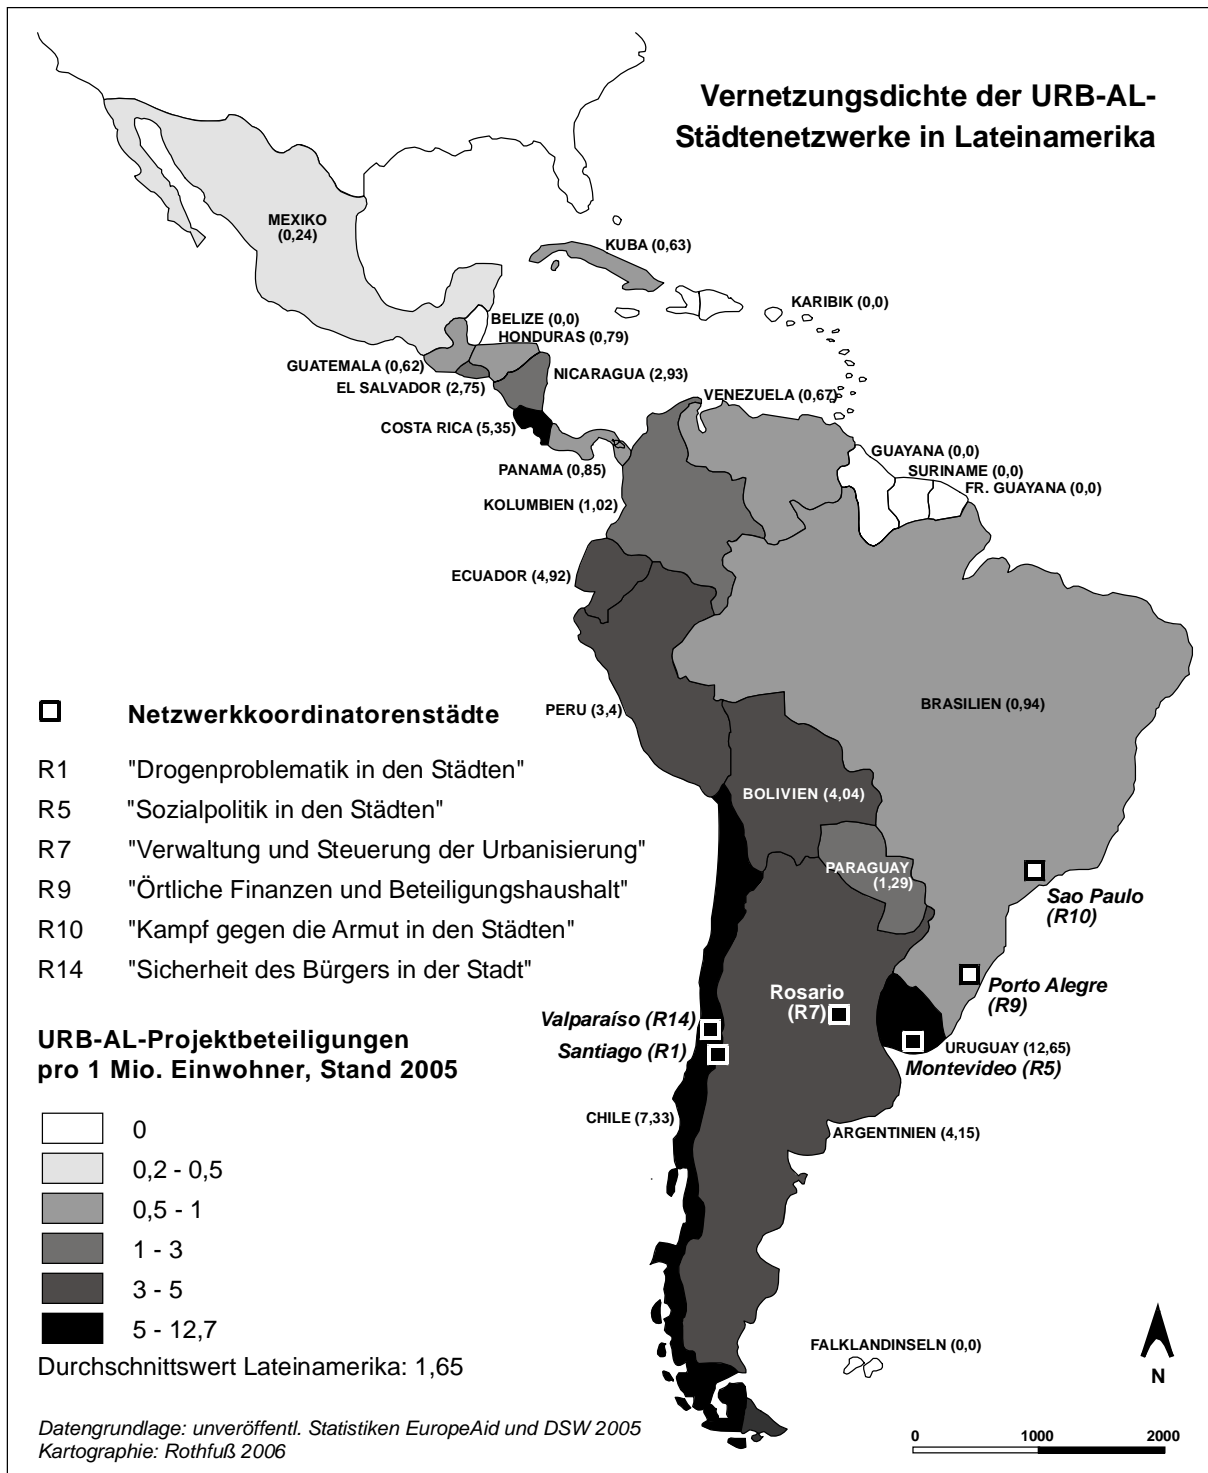 Vernetzungsdichte der URB-AL-
Städtenetzwerke in Lateinamerika
MEXIKO
(0,24)
KUBA (0,63)
KARIBIK (0,0)
BELIZE (0,0)
HONDURAS (0,79)
GUATEMALA (0,62)
NICARAGUA (2,93)
EL SALVADOR (2,75)
VENEZUELA (0,67)
COSTA RICA (5,35)
GUAYANA (0,0)
PANAMA (0,85)
SURINAME (0,0)
FR. GUAYANA (0,0)
KOLUMBIEN (1,02)
ECUADOR (4,92)
PERU (3,4)
BRASILIEN (0,94)
BOLIVIEN (4,04)
PARAGUAY
(1,29)
Sao Paulo
(R10)
Porto Alegre
(R9)
Rosario
(R7)
Valparaíso (R14)
Santiago (R1)
URUGUAY (12,65)
Montevideo (R5)
CHILE (7,33)
ARGENTINIEN (4,15)
FALKLANDINSELN (0,0)
Netzwerkkoordinatorenstädte
R1 "Drogenproblematik in den Städten"
R5 "Sozialpolitik in den Städten"
R7 "Verwaltung und Steuerung der Urbanisierung"
R9 "Örtliche Finanzen und Beteiligungshaushalt"
R10 "Kampf gegen die Armut in den Städten"
R14 "Sicherheit des Bürgers in der Stadt"
URB-AL-Projektbeteiligungen
pro 1 Mio. Einwohner, Stand 2005
0
0,2 - 0,5
0,5 - 1
1 - 3
3 - 5
5 - 12,7
Durchschnittswert Lateinamerika: 1,65
Datengrundlage: unveröffentl. Statistiken EuropeAid und DSW 2005
Kartographie: Rothfuß 2006
N
0 1000 2000